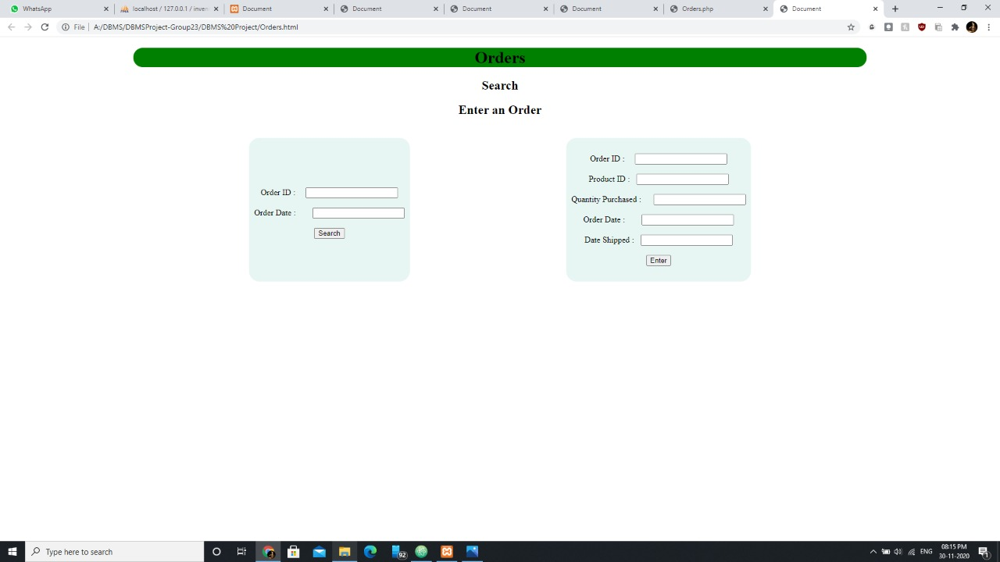 WhatsApp
localhost / 127.0.0.1 / inven
Document
Document
Document
Document
Orders.php
Document
File
A:/DBMS/DBMSProject-Group23/DBMS%20Project/Orders.html
Orders
Search
Enter an Order
Order ID :
Order Date :
Search
Order ID :
Product ID :
Quantity Purchased :
Order Date :
Date Shipped :
Enter
Type here to search
92
ENG
08:15 PM
30-11-2020
1